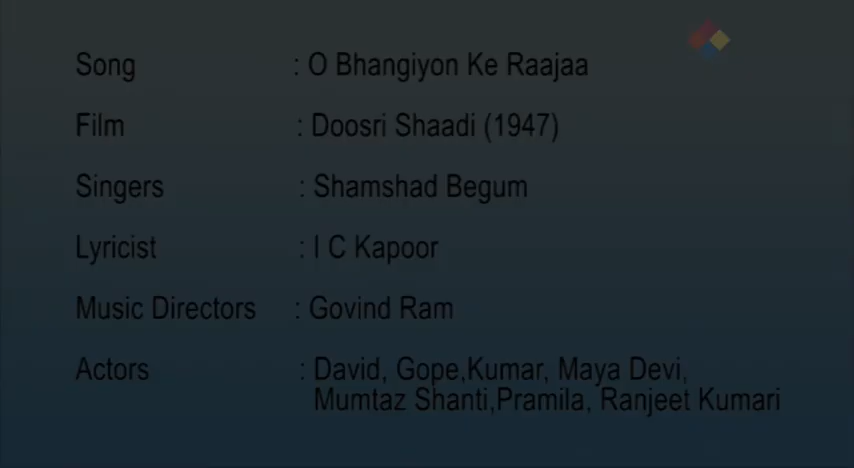 Song : O Bhangiyon Ke Raajaa
Film : Doosri Shaadi (1947)
Singers : Shamshad Begum
Lyricist : I C Kapoor
Music Directors : Govind Ram
Actors : David, Gope,Kumar, Maya Devi,
Mumtaz Shanti,Pramila, Ranjeet Kumari